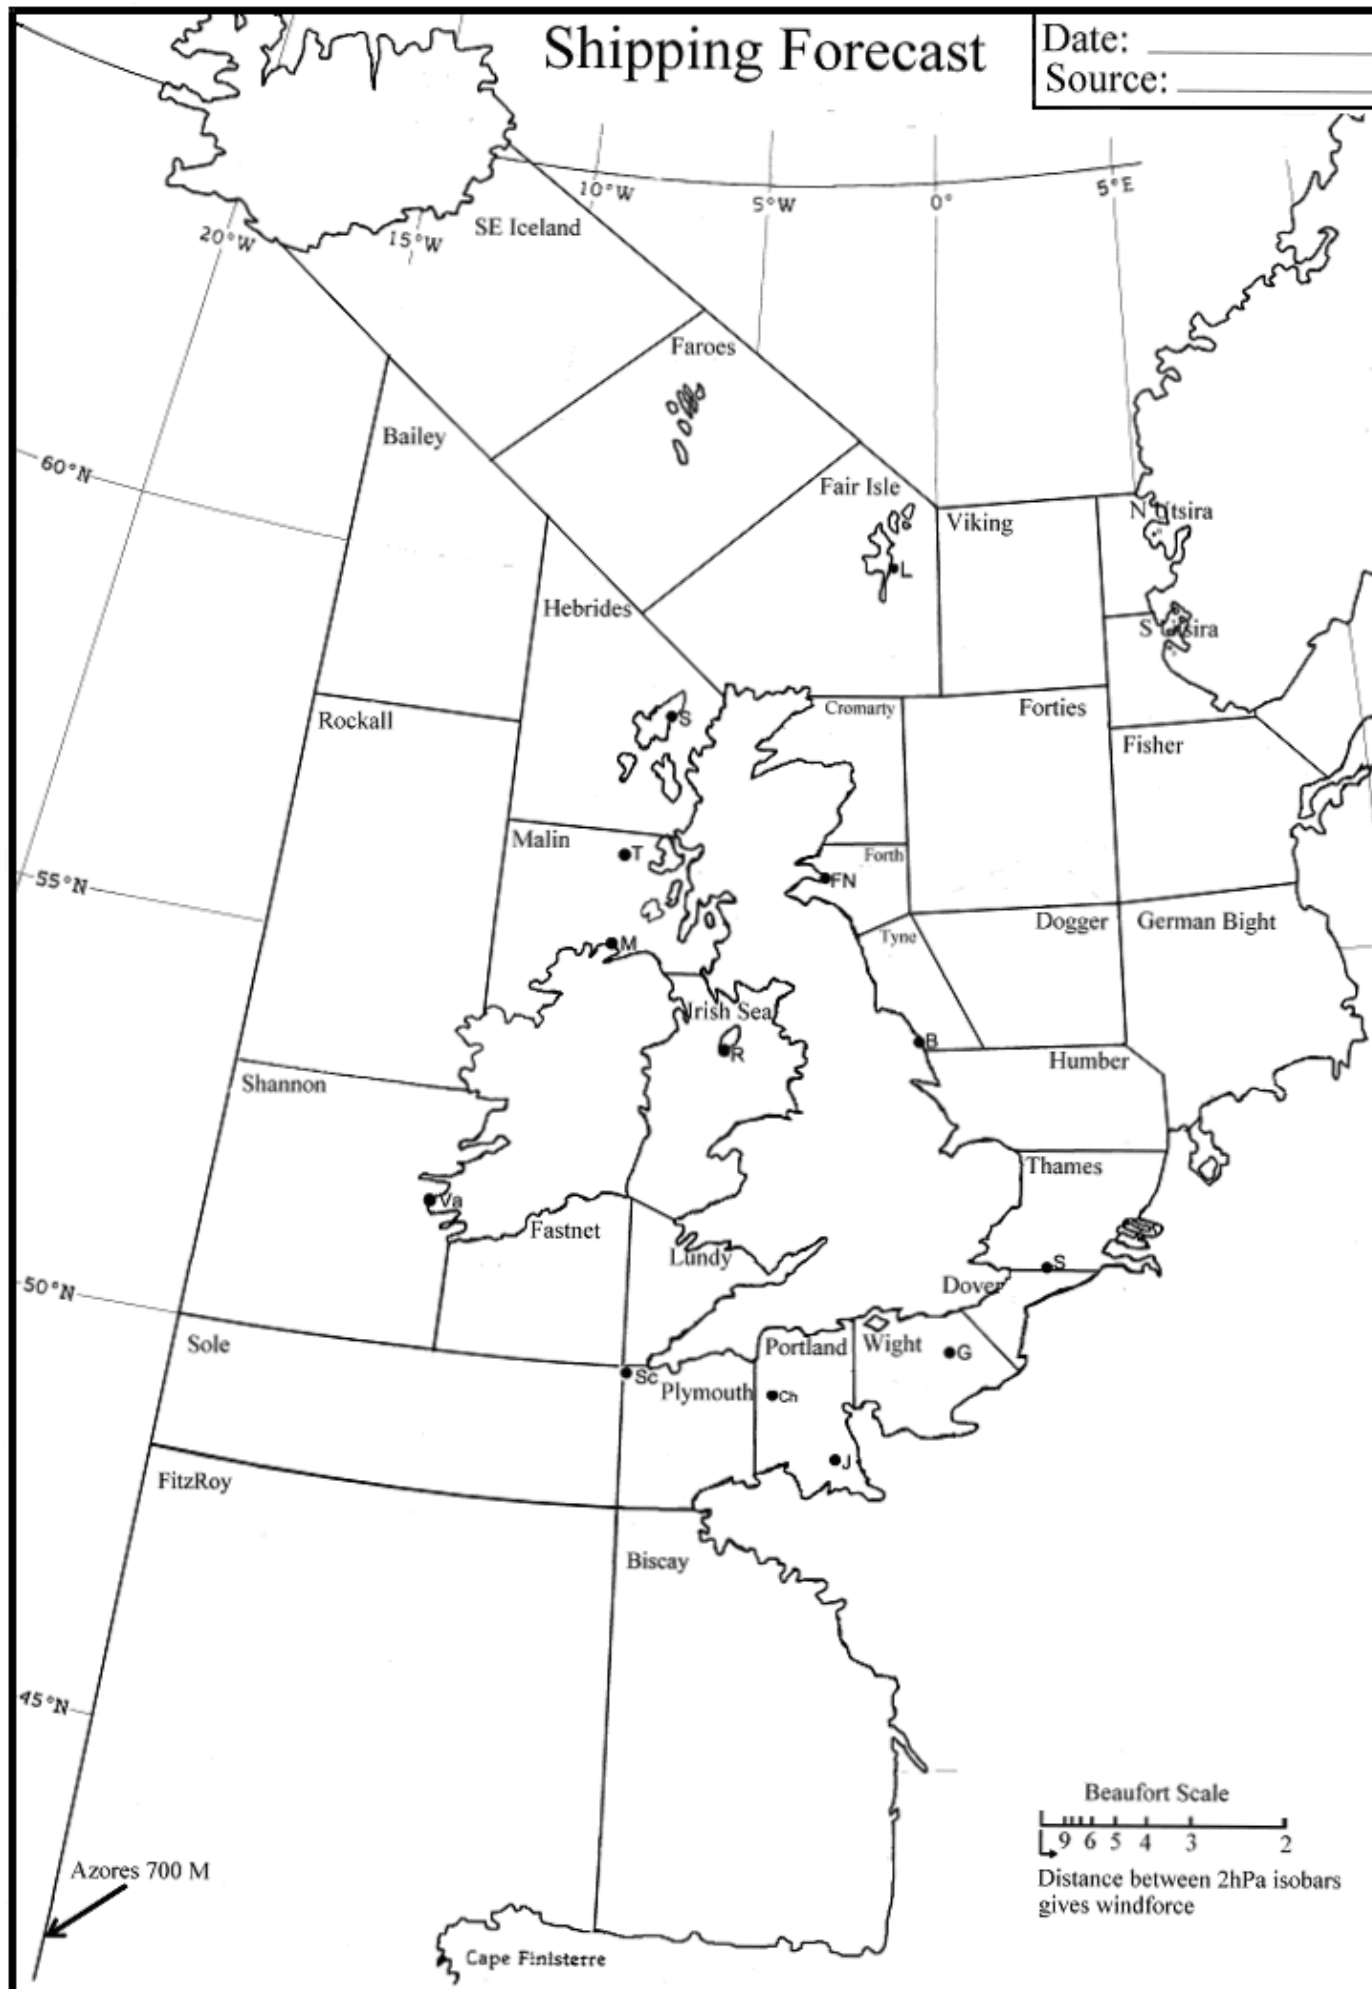 Shipping Forecast
Date:
Source:
10°W
5°W
0°
5°E
20°W
15°W
SE Iceland
Faroes
Bailey
60°N
Fair Isle
Viking
N Utsira
Hebrides
L
S Utsira
Rockall
S
Cromarty
Forties
Fisher
Malin
T
Forth
FN
55°N
Dogger
German Bight
Tyne
M
Irish Sea
R
B
Humber
Shannon
Thames
Va
Fastnet
Lundy
S
Dover
50°N
Sole
Portland
Wight
G
Sc
Plymouth
Ch
J
FitzRoy
Biscay
45°N
Beaufort Scale
9 6 5 4 3 2
Azores 700 M
Distance between 2hPa isobars
gives windforce
Cape Finisterre